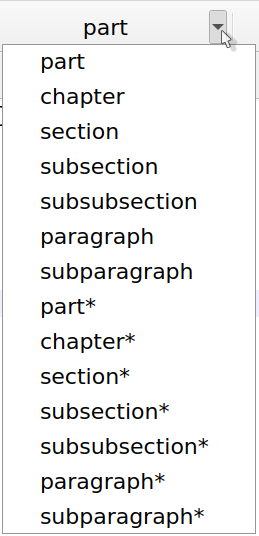 part
part
chapter
section
subsection
subsubsection
paragraph
subparagraph
part*
chapter*
section*
subsection*
subsubsection*
paragraph*
subparagraph*